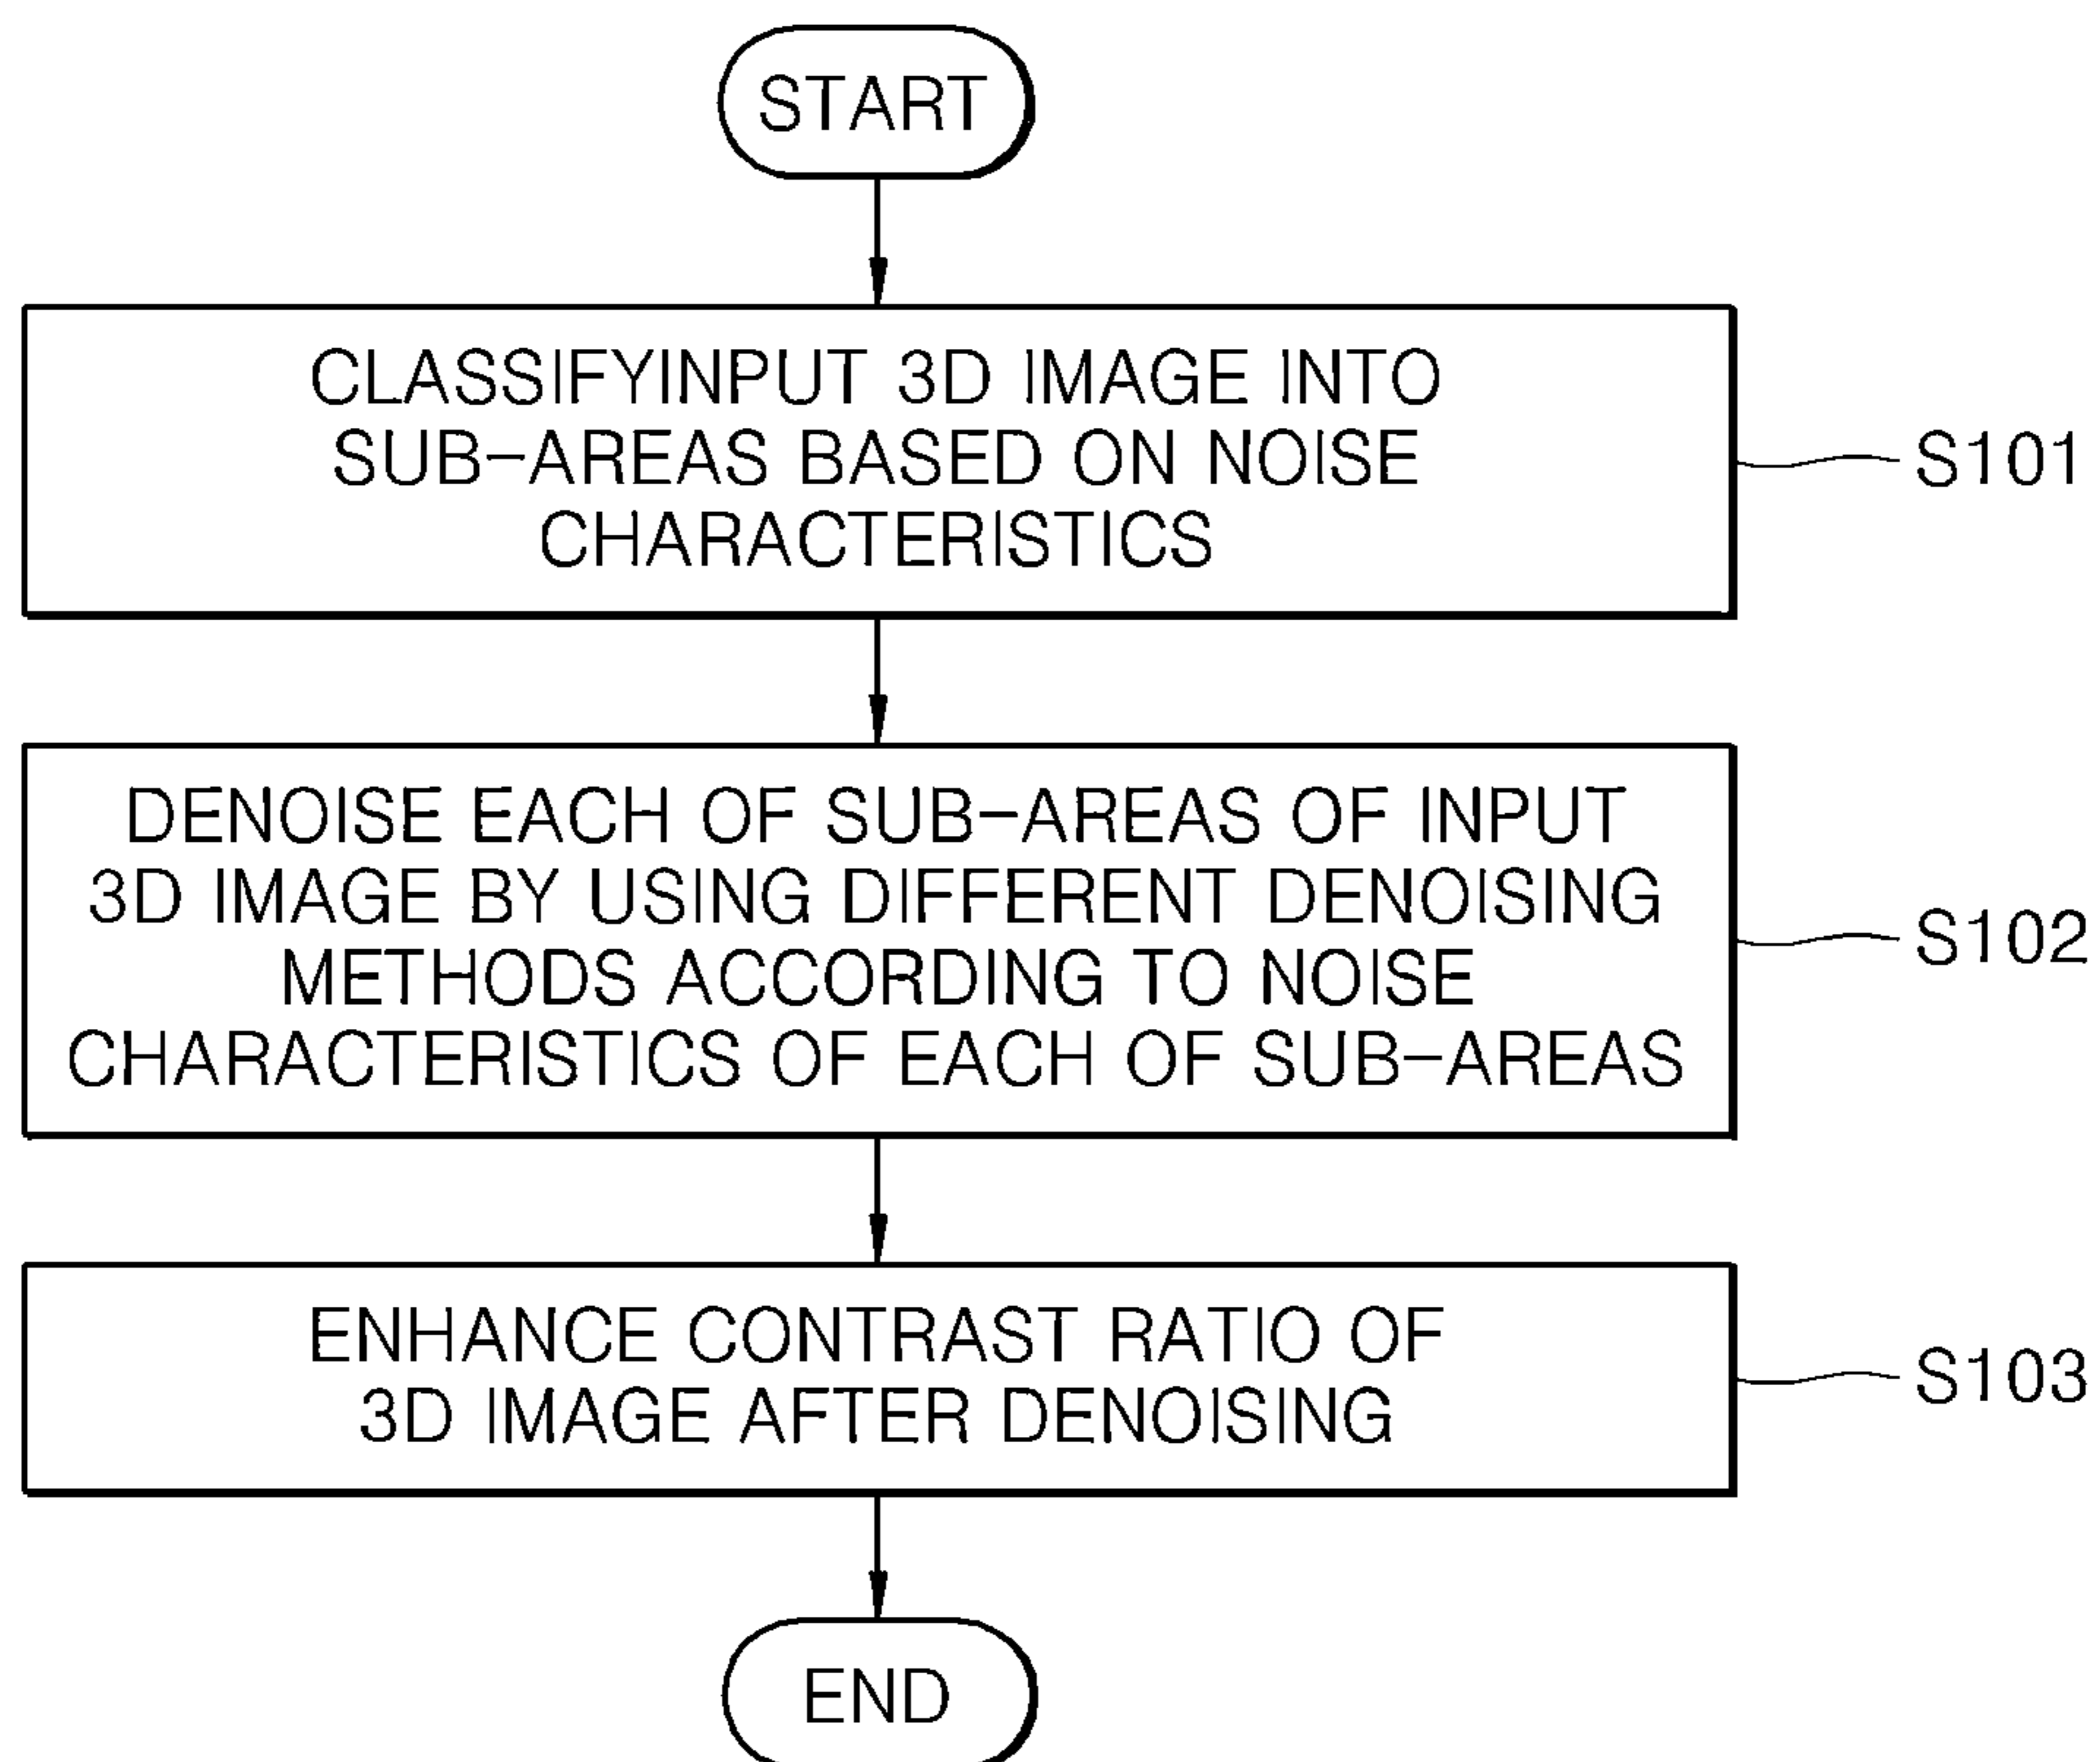 START
CLASSIFYINPUT 3D IMAGE INTO
SUB-AREAS BASED ON NOISE
CHARACTERISTICS
S101
DENOISE EACH OF SUB-AREAS OF INPUT
3D IMAGE BY USING DIFFERENT DENOISING
METHODS ACCORDING TO NOISE
CHARACTERISTICS OF EACH OF SUB-AREAS
S102
ENHANCE CONTRAST RATIO OF
3D IMAGE AFTER DENOISING
S103
END